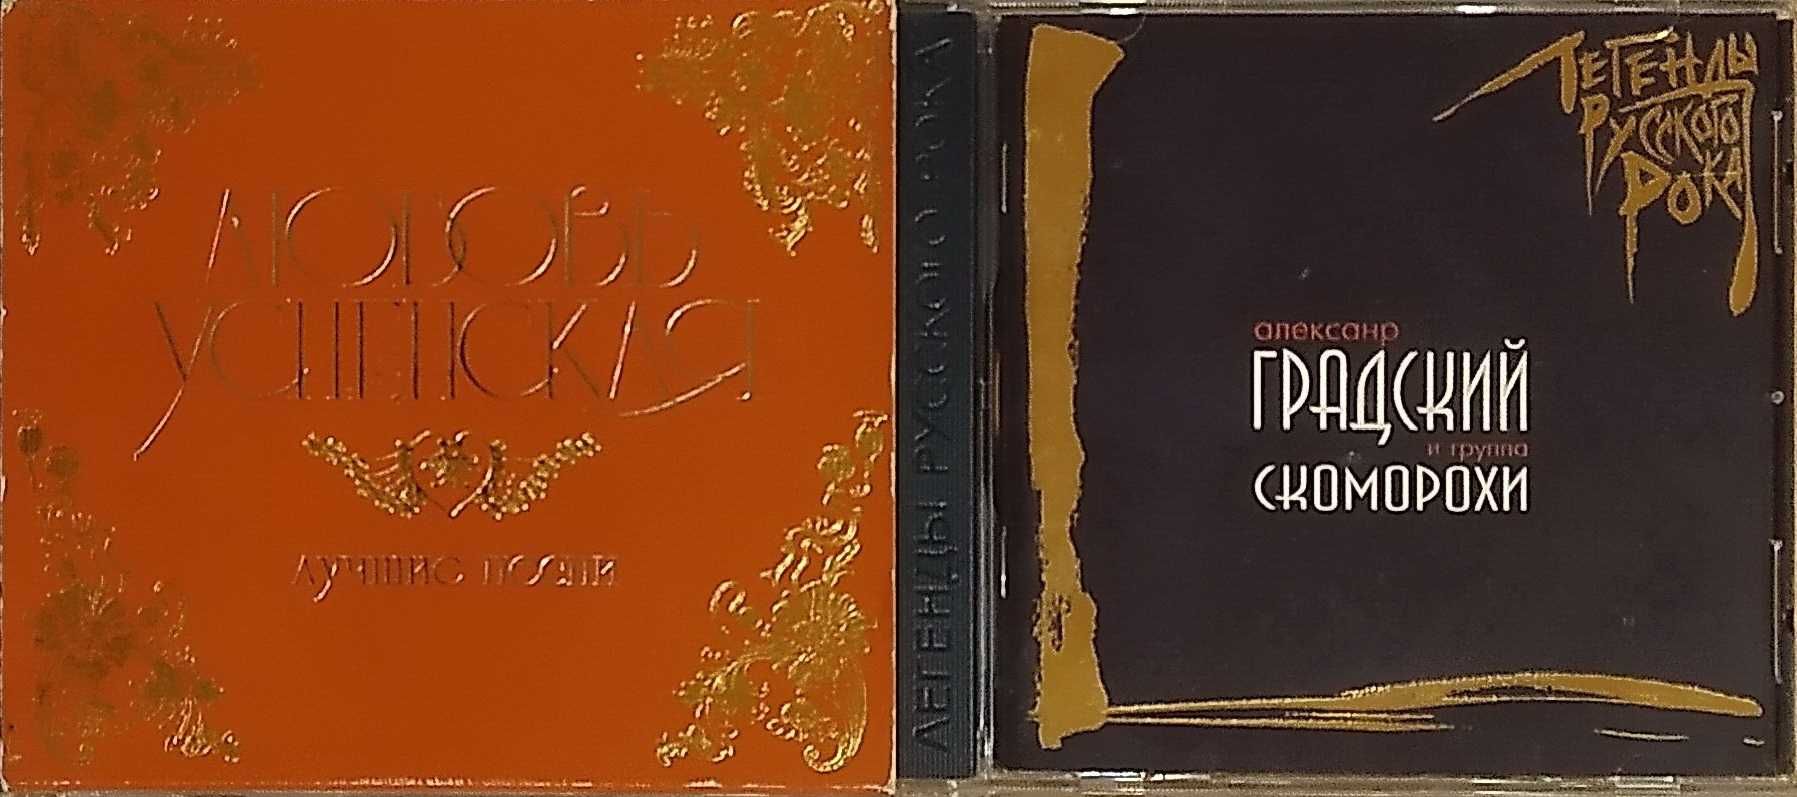 ЛЮБОВЬ
УСПЕНСКАЯ
ЛУЧШИЕ ПЕСНИ
ЛЕГЕНДЫ РУССКОГО РОКА
ЛЕГЕНДЫ
РУССКОГО
РОКА
александр
ГРАДСКИЙ
и группа
СКОМОРОХИ